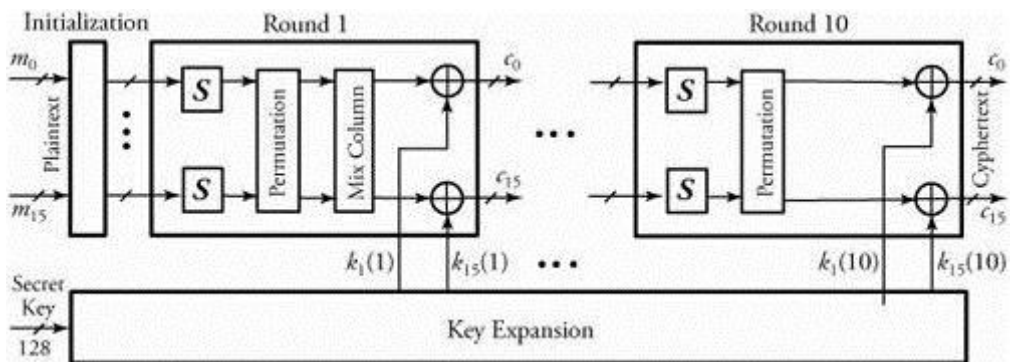 Initialization
Round 1
Round 10
m0
Plaintext
m15
S
S
Permutation
Mix Column
c0
c15
S
S
Permutation
c0
Cyphertext
c15
k1(1)
k15(1)
k1(10)
k15(10)
Secret
Key
128
Key Expansion